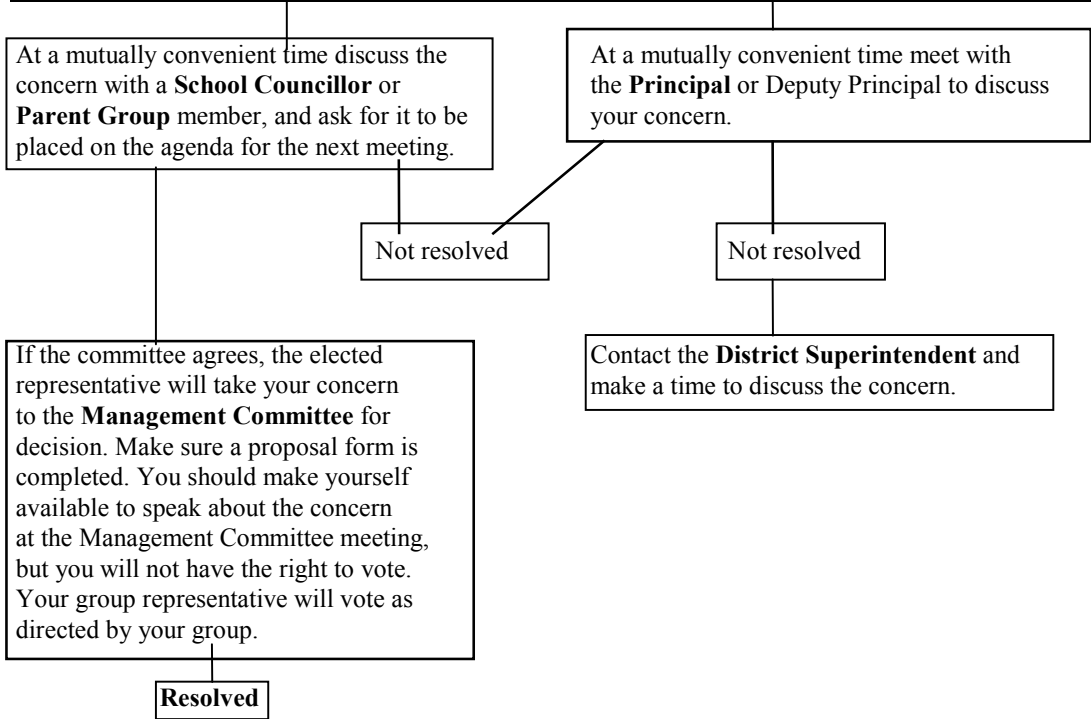 At a mutually convenient time discuss the
concern with a School Councillor or
Parent Group member, and ask for it to be
placed on the agenda for the next meeting.
At a mutually convenient time meet with
the Principal or Deputy Principal to discuss
your concern.
Not resolved
Not resolved
If the committee agrees, the elected
representative will take your concern
to the Management Committee for
decision. Make sure a proposal form is
completed. You should make yourself
available to speak about the concern
at the Management Committee meeting,
but you will not have the right to vote.
Your group representative will vote as
directed by your group.
Contact the District Superintendent and
make a time to discuss the concern.
Resolved